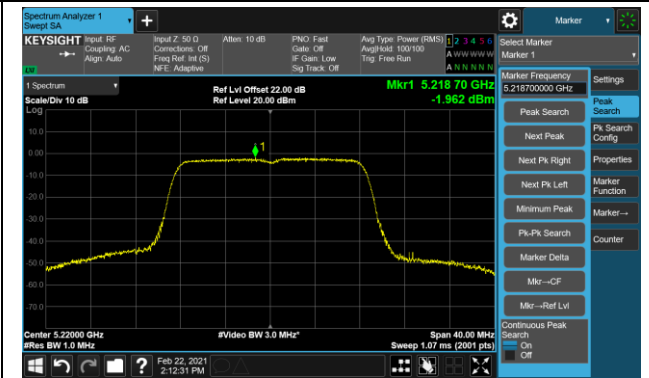 Spectrum Analyzer 1
Swept SA
+
Marker
KEYSIGHT Input: RF
Coupling: AC
Align: Auto
Input Z: 50 Ω
Corrections: Off
Freq Ref: Int (S)
NFE: Adaptive
Atten: 10 dB
PNO: Fast
Gate: Off
IF Gain: Low
Sig Track: Off
Avg Type: Power (RMS)
Avg|Hold: 100/100
Trig: Free Run
1 2 3 4 5 6
A W W W W W
A N N N N N
Select Marker
Marker 1
1 Spectrum
Scale/Div 10 dB
Log
Ref Lvl Offset 22.00 dB
Ref Level 20.00 dBm
Mkr1 5.218 70 GHz
-1.962 dBm
10.0
0.00
-10.0
-20.0
-30.0
-40.0
-50.0
-60.0
-70.0
1
Center 5.22000 GHz
#Res BW 1.0 MHz
#Video BW 3.0 MHz*
Span 40.00 MHz
Sweep 1.07 ms (2001 pts)
Marker Frequency
5.218700000 GHz
Peak Search
Next Peak
Next Pk Right
Next Pk Left
Minimum Peak
Pk-Pk Search
Marker Delta
Mkr→CF
Mkr→Ref Lvl
Continuous Peak
Search
On
Off
Settings
Peak
Search
Pk Search
Config
Properties
Marker
Function
Marker→
Counter
?
Feb 22, 2021
2:12:31 PM